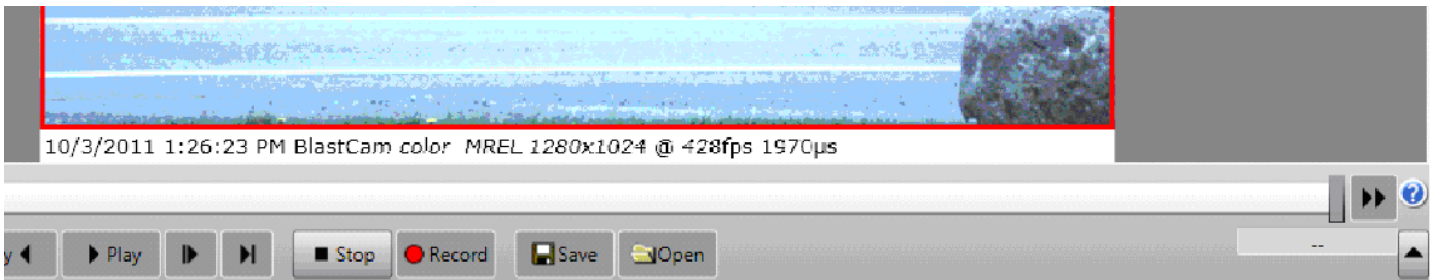 10/3/2011 1:26:23 PM BlastCam color MREL 1280x1024 @ 428fps 1970µs
?
y Play Stop Record Save Open --